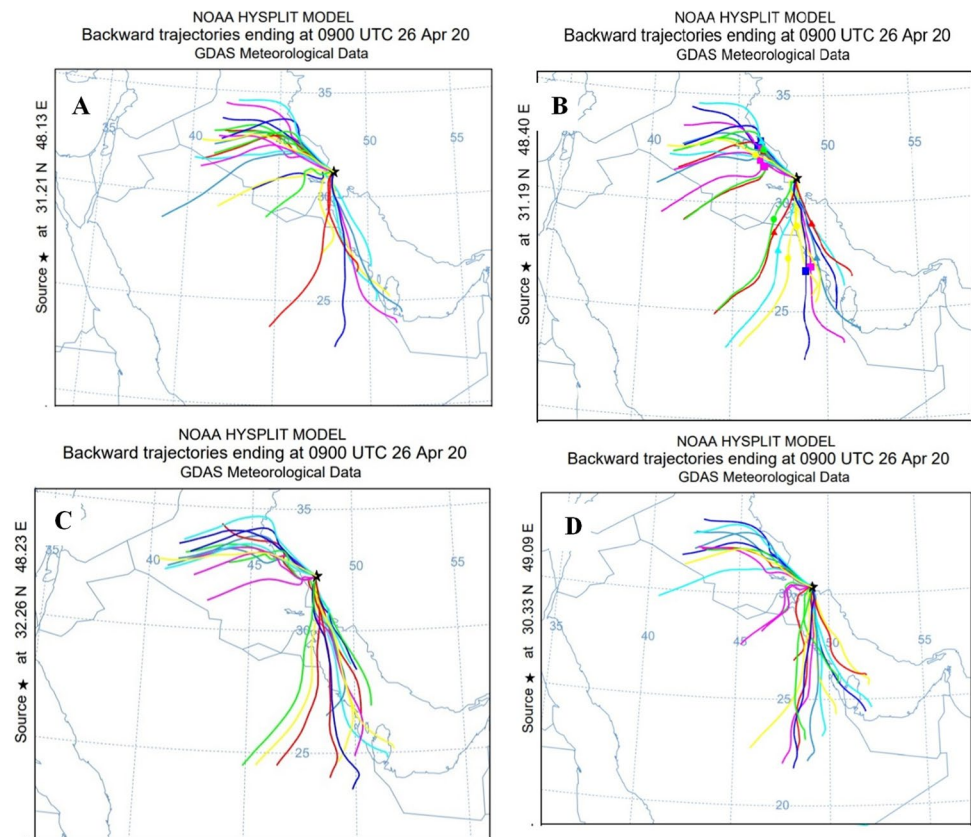 NOAA HYSPLIT MODEL
Backward trajectories ending at 0900 UTC 26 Apr 20
GDAS Meteorological Data
A
Source ★ at 31.21 N 48.13 E
35
35
40
50
55
30
25
NOAA HYSPLIT MODEL
Backward trajectories ending at 0900 UTC 26 Apr 20
GDAS Meteorological Data
B
Source ★ at 31.19 N 48.40 E
35
35
40
50
55
30
25
NOAA HYSPLIT MODEL
Backward trajectories ending at 0900 UTC 26 Apr 20
GDAS Meteorological Data
C
Source ★ at 32.26 N 48.23 E
35
35
40
45
50
55
30
25
NOAA HYSPLIT MODEL
Backward trajectories ending at 0900 UTC 26 Apr 20
GDAS Meteorological Data
D
Source ★ at 30.33 N 49.09 E
35
40
45
50
55
25
20